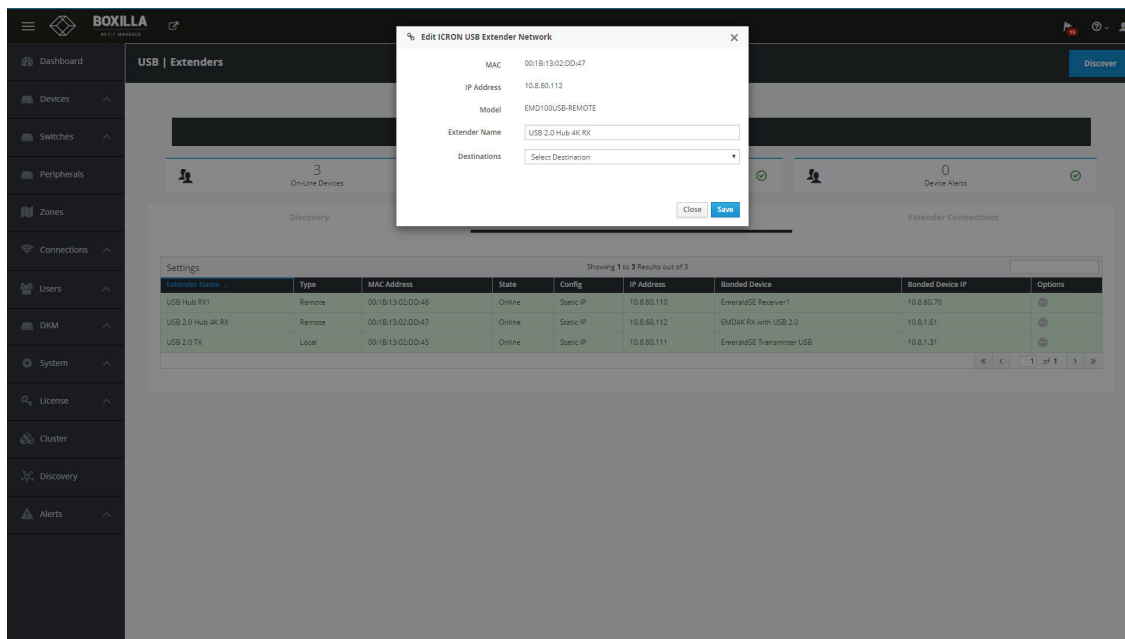 BOXILLA
AV & IT MANAGER
15
Dashboard
Devices
Switches
Peripherals
Zones
Connections
Users
DKM
System
License
Cluster
Discovery
Alerts
USB | Extenders
Discover
Edit ICRON USB Extender Network
MAC 00:1B:13:02:DD:47
IP Address 10.8.60.112
Model EMD100USB-REMOTE
Extender Name USB 2.0 Hub 4K RX
Destinations Select Destination
Close Save
3
On-Line Devices
0
Device Alerts
Discovery
Extender Connections
Settings Showing 1 to 3 Results out of 3
Extender Name Type MAC Address State Config IP Address Bonded Device Bonded Device IP Options
USB Hub RX1 Remote 00:1B:13:02:DD:46 Online Static IP 10.8.60.110 EmeraldSE Receiver1 10.8.60.70
USB 2.0 Hub 4K RX Remote 00:1B:13:02:DD:47 Online Static IP 10.8.60.112 EMD4K RX with USB 2.0 10.8.1.61
USB 2.0 TX Local 00:1B:13:02:DD:45 Online Static IP 10.8.60.111 EmeraldSE Transmitter USB 10.8.1.31
1 of 1